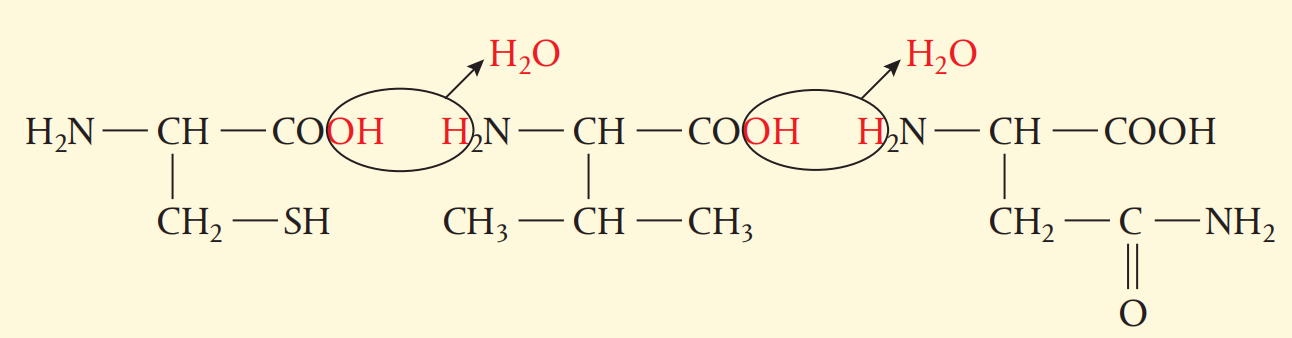 H₂O H₂O
H₂N — CH — COOH H₂N — CH — COOH H₂N — CH — COOH
CH₂ — SH CH₃ — CH — CH₃ CH₂ — C — NH₂
O